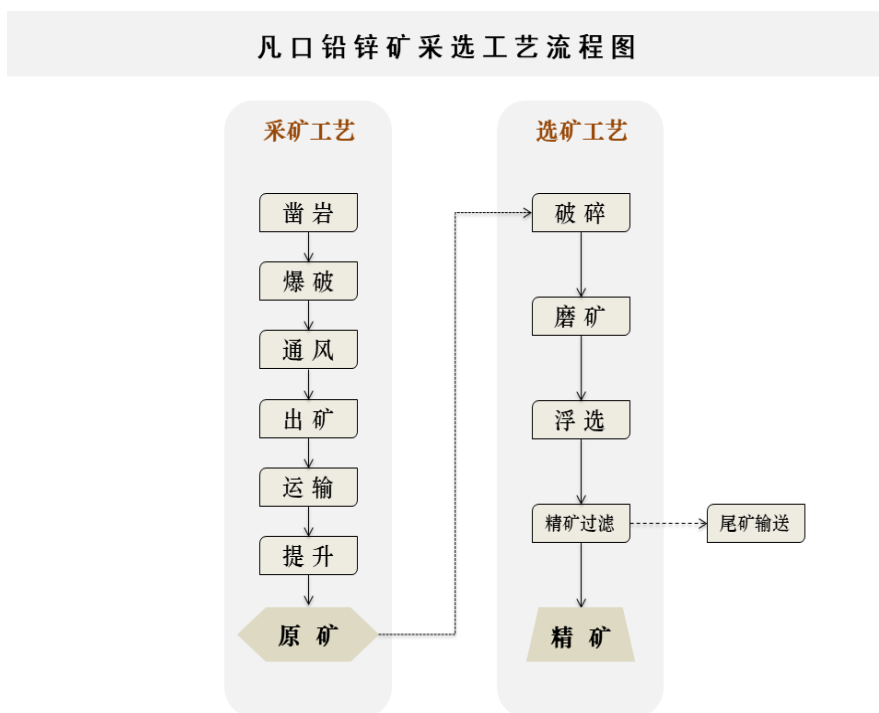 凡口铅锌矿采选工艺流程图
采矿工艺
凿岩
爆破
通风
出矿
运输
提升
原矿
选矿工艺
破碎
磨矿
浮选
精矿过滤
尾矿输送
精矿